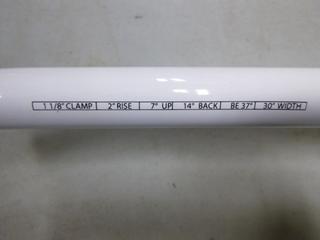 1 1/8" CLAMP | 2" RISE | 7" UP | 14" BACK | BE 37° | 30" WIDTH